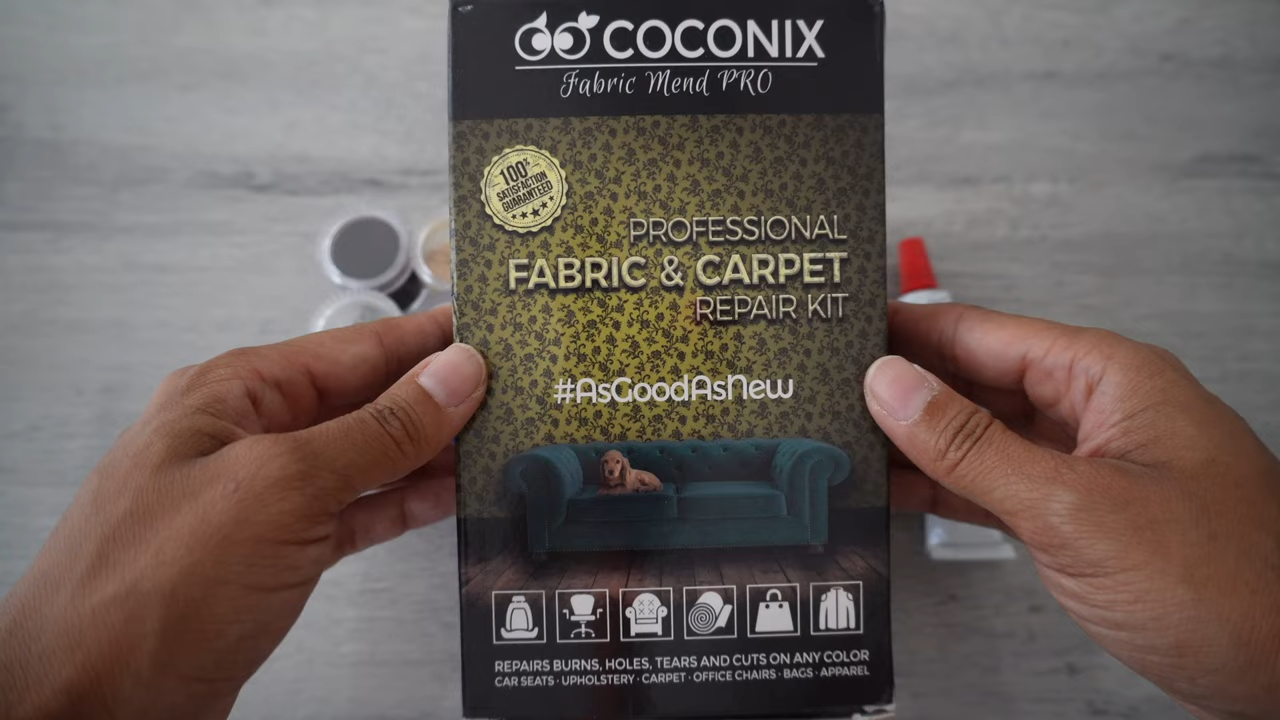 COCONIX
Fabric Mend PRO
100%
SATISFACTION
GUARANTEED
PROFESSIONAL
FABRIC & CARPET
REPAIR KIT
#AsGoodAsNew
REPAIRS BURNS, HOLES, TEARS AND CUTS ON ANY COLOR
CAR SEATS · UPHOLSTERY · CARPET · OFFICE CHAIRS · BAGS · APPAREL